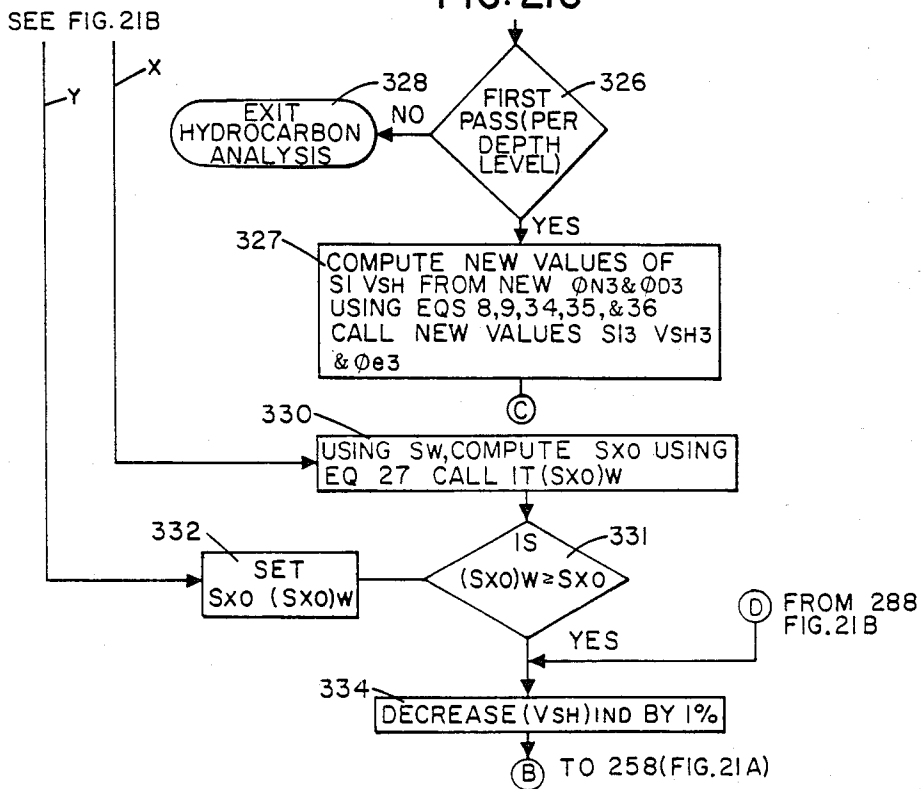 FIG. 21C
SEE FIG. 21B
X
Y
328
EXIT
HYDROCARBON
ANALYSIS
NO
326
FIRST
PASS(PER
DEPTH
LEVEL)
YES
327
COMPUTE NEW VALUES OF
SI VSH FROM NEW ØN3&ØD3
USING EQS 8,9,34,35,&36
CALL NEW VALUES SI3 VSH3
& Øe3
C
330
USING SW,COMPUTE SXO USING
EQ 27 CALL IT (SXO)W
332
SET
SXO (SXO)W
IS
(SXO)W≥SXO
331
YES
D FROM 288
FIG.21B
334
DECREASE(VSH)IND BY 1%
B TO 258(FIG.21A)